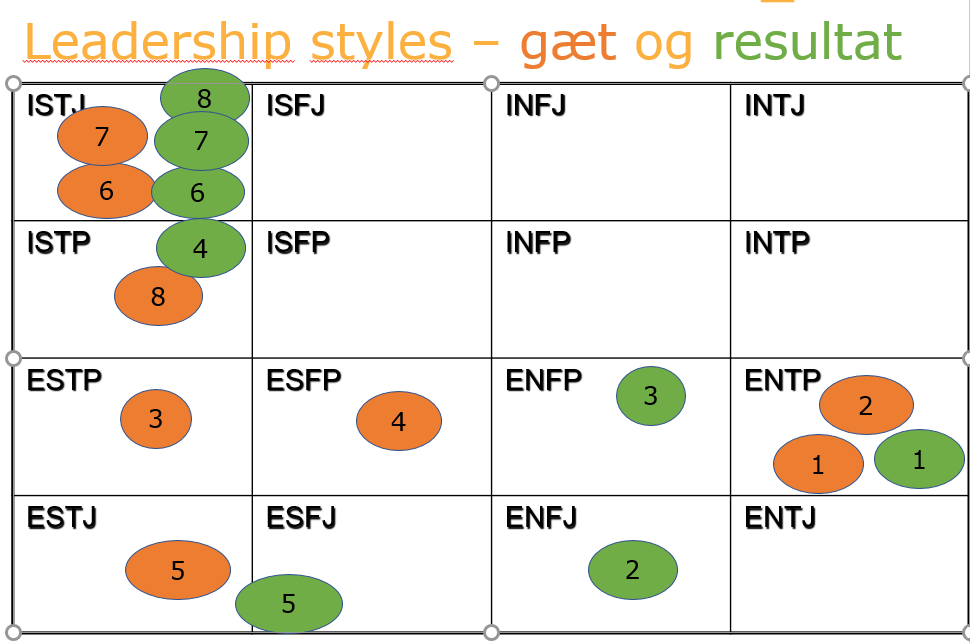 Leadership styles – gæt og resultat
ISTJ ISFJ INFJ INTJ
8
7 7
6 6
ISTP ISFP INFP INTP
4
8
ESTP ESFP ENFP ENTP
3 4 3 2
1 1
ESTJ ESFJ ENFJ ENTJ
5 2
5